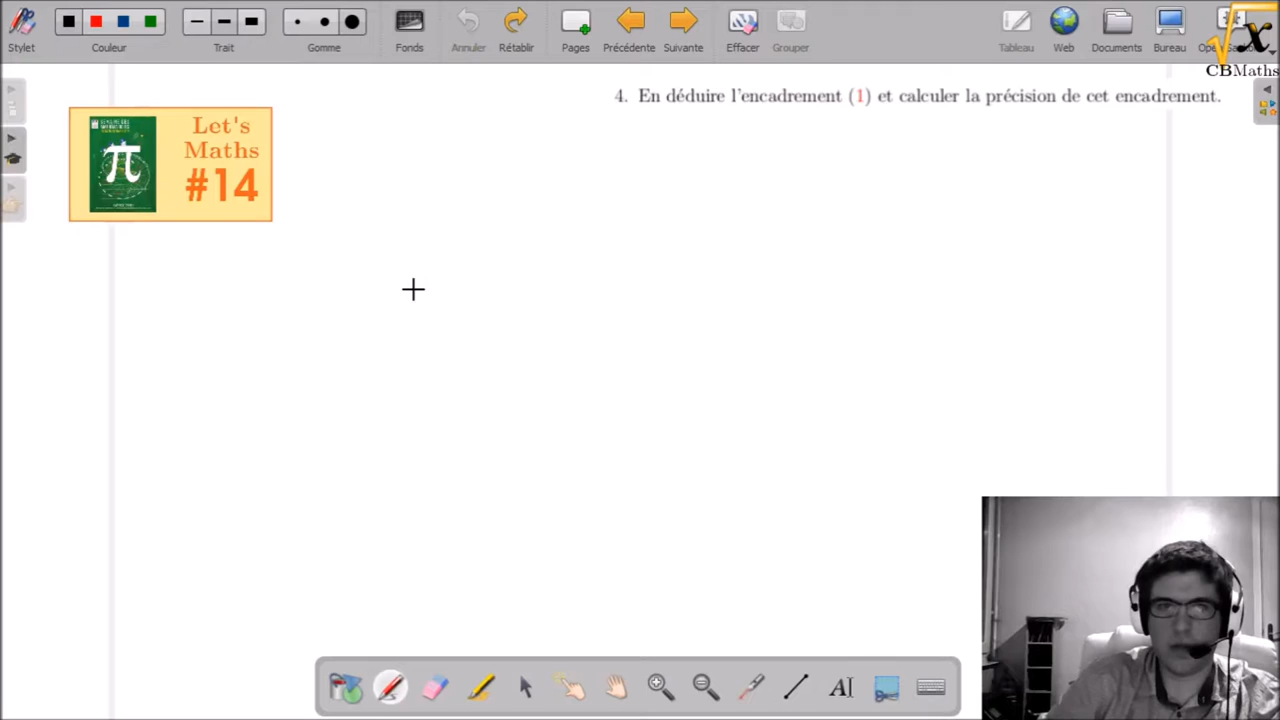 Stylet
Couleur
Trait
Gomme
Fonds
Annuler
Rétablir
Pages
Précédente
Suivante
Effacer
Grouper
Tableau
Web
Documents
Bureau
CBMaths
4. En déduire l'encadrement (1) et calculer la précision de cet encadrement.
Let's
Maths
#14
π